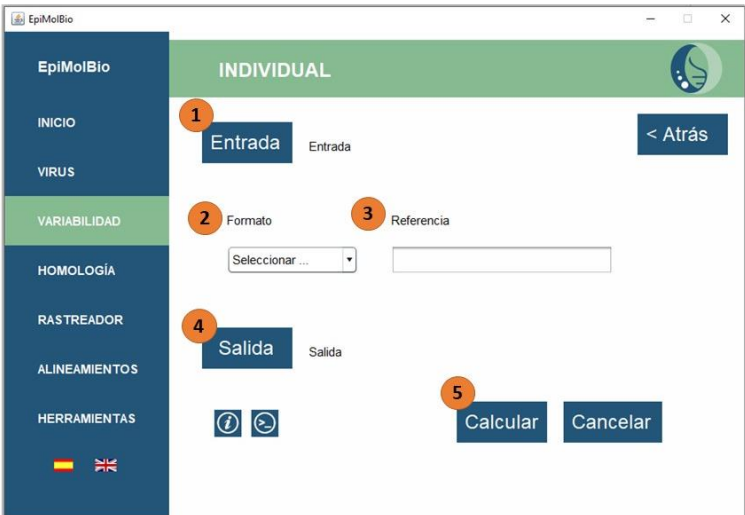 EpiMolBio
EpiMolBio
INICIO
VIRUS
VARIABILIDAD
HOMOLOGÍA
RASTREADOR
ALINEAMIENTOS
HERRAMIENTAS
INDIVIDUAL
< Atrás
1
Entrada Entrada
2 Formato
3 Referencia
Seleccionar ...
4
Salida Salida
5
Calcular Cancelar